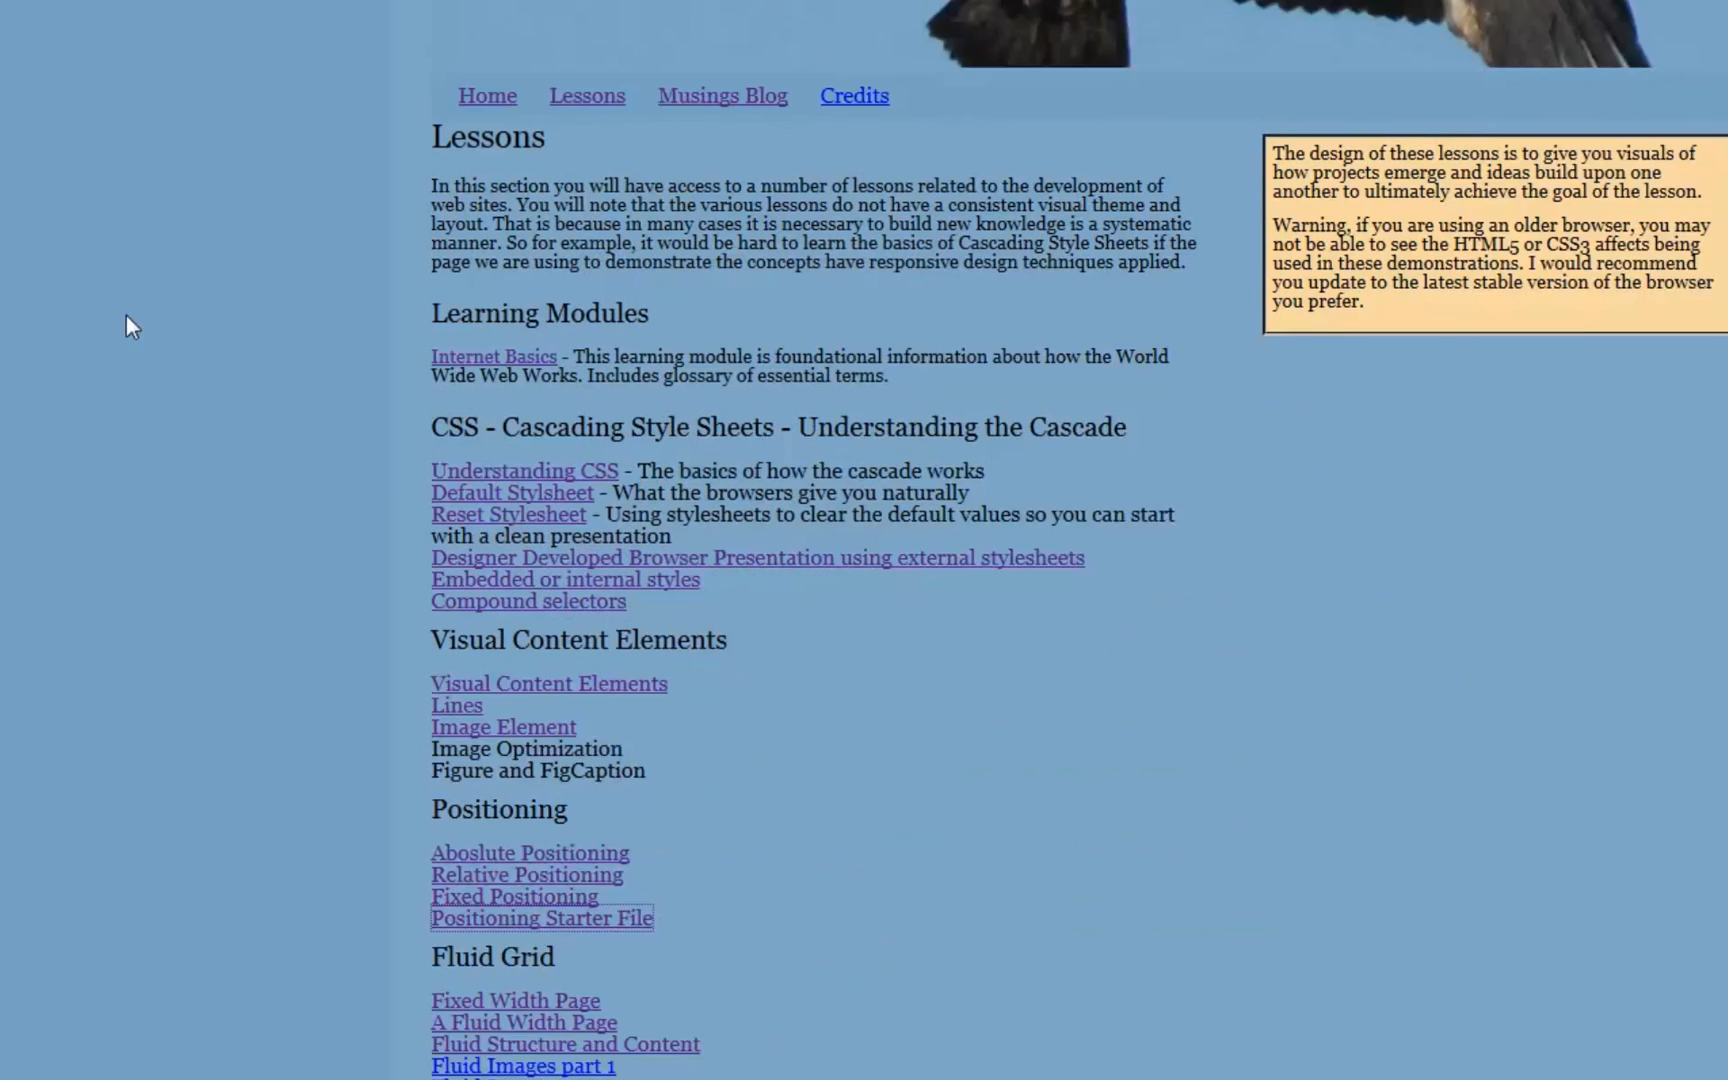 Home Lessons Musings Blog Credits
Lessons
In this section you will have access to a number of lessons related to the development of
web sites. You will note that the various lessons do not have a consistent visual theme and
layout. That is because in many cases it is necessary to build new knowledge is a systematic
manner. So for example, it would be hard to learn the basics of Cascading Style Sheets if the
page we are using to demonstrate the concepts have responsive design techniques applied.
The design of these lessons is to give you visuals of
how projects emerge and ideas build upon one
another to ultimately achieve the goal of the lesson.
Warning, if you are using an older browser, you may
not be able to see the HTML5 or CSS3 affects being
used in these demonstrations. I would recommend
you update to the latest stable version of the browser
you prefer.
Learning Modules
Internet Basics - This learning module is foundational information about how the World
Wide Web Works. Includes glossary of essential terms.
CSS - Cascading Style Sheets - Understanding the Cascade
Understanding CSS - The basics of how the cascade works
Default Stylsheet - What the browsers give you naturally
Reset Stylesheet - Using stylesheets to clear the default values so you can start
with a clean presentation
Designer Developed Browser Presentation using external stylesheets
Embedded or internal styles
Compound selectors
Visual Content Elements
Visual Content Elements
Lines
Image Element
Image Optimization
Figure and FigCaption
Positioning
Aboslute Positioning
Relative Positioning
Fixed Positioning
Positioning Starter File
Fluid Grid
Fixed Width Page
A Fluid Width Page
Fluid Structure and Content
Fluid Images part 1